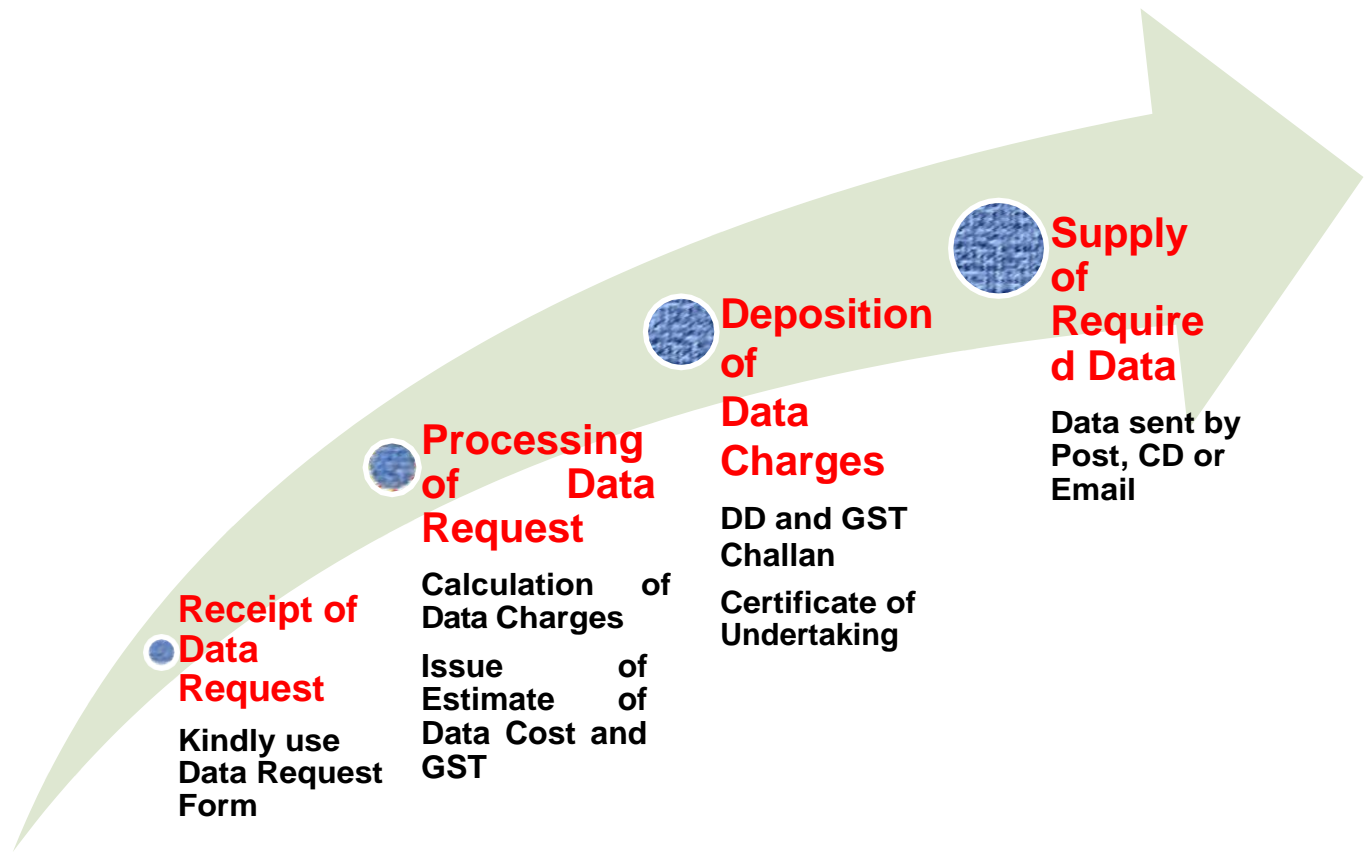 Receipt of
Data
Request
Kindly use
Data Request
Form
Processing
of Data
Request
Calculation of
Data Charges
Issue of
Estimate of
Data Cost and
GST
Deposition
of
Data
Charges
DD and GST
Challan
Certificate of
Undertaking
Supply
of
Require
d Data
Data sent by
Post, CD or
Email